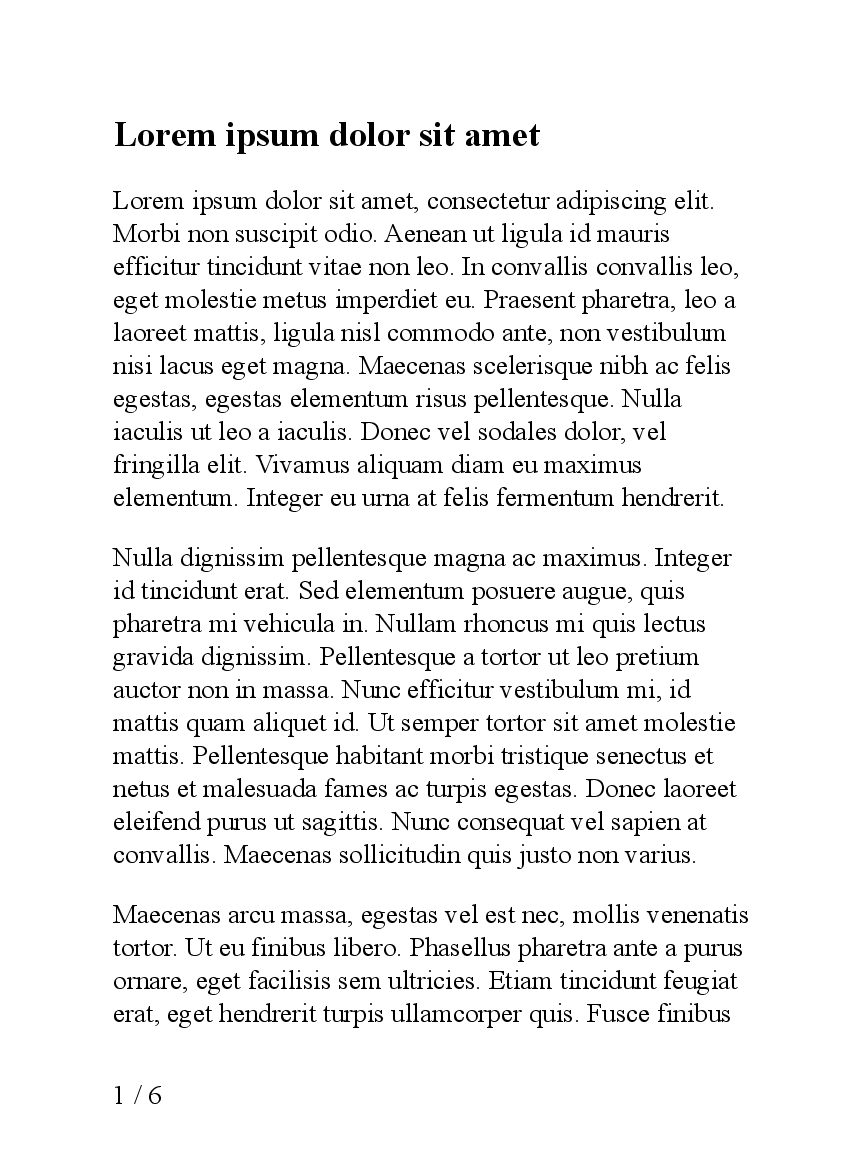 Lorem ipsum dolor sit amet
Lorem ipsum dolor sit amet, consectetur adipiscing elit.
Morbi non suscipit odio. Aenean ut ligula id mauris
efficitur tincidunt vitae non leo. In convallis convallis leo,
eget molestie metus imperdiet eu. Praesent pharetra, leo a
laoreet mattis, ligula nisl commodo ante, non vestibulum
nisi lacus eget magna. Maecenas scelerisque nibh ac felis
egestas, egestas elementum risus pellentesque. Nulla
iaculis ut leo a iaculis. Donec vel sodales dolor, vel
fringilla elit. Vivamus aliquam diam eu maximus
elementum. Integer eu urna at felis fermentum hendrerit.
Nulla dignissim pellentesque magna ac maximus. Integer
id tincidunt erat. Sed elementum posuere augue, quis
pharetra mi vehicula in. Nullam rhoncus mi quis lectus
gravida dignissim. Pellentesque a tortor ut leo pretium
auctor non in massa. Nunc efficitur vestibulum mi, id
mattis quam aliquet id. Ut semper tortor sit amet molestie
mattis. Pellentesque habitant morbi tristique senectus et
netus et malesuada fames ac turpis egestas. Donec laoreet
eleifend purus ut sagittis. Nunc consequat vel sapien at
convallis. Maecenas sollicitudin quis justo non varius.
Maecenas arcu massa, egestas vel est nec, mollis venenatis
tortor. Ut eu finibus libero. Phasellus pharetra ante a purus
ornare, eget facilisis sem ultricies. Etiam tincidunt feugiat
erat, eget hendrerit turpis ullamcorper quis. Fusce finibus
1 / 6